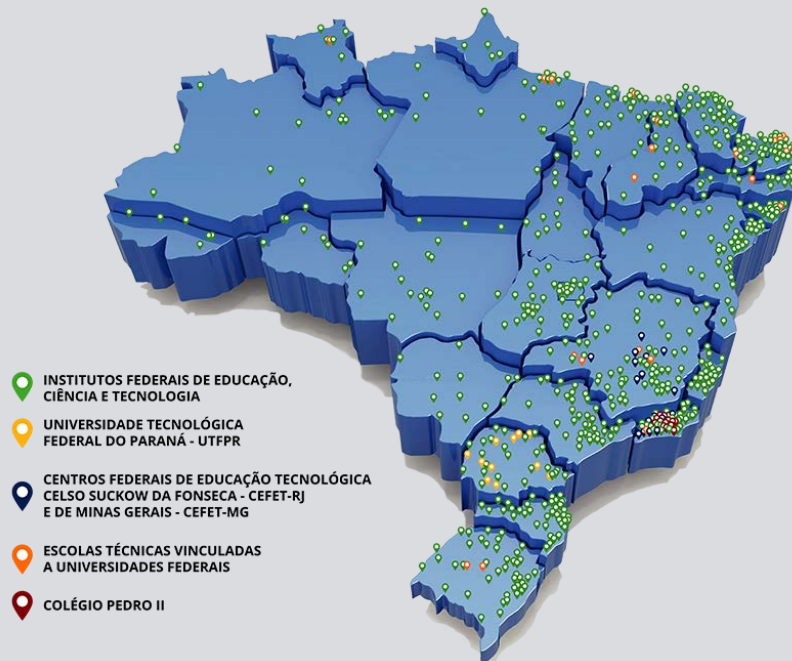 INSTITUTOS FEDERAIS DE EDUCAÇÃO,
CIÊNCIA E TECNOLOGIA
UNIVERSIDADE TECNOLÓGICA
FEDERAL DO PARANÁ - UTFPR
CENTROS FEDERAIS DE EDUCAÇÃO TECNOLÓGICA
CELSO SUCKOW DA FONSECA - CEFET-RJ
E DE MINAS GERAIS - CEFET-MG
ESCOLAS TÉCNICAS VINCULADAS
A UNIVERSIDADES FEDERAIS
COLÉGIO PEDRO II